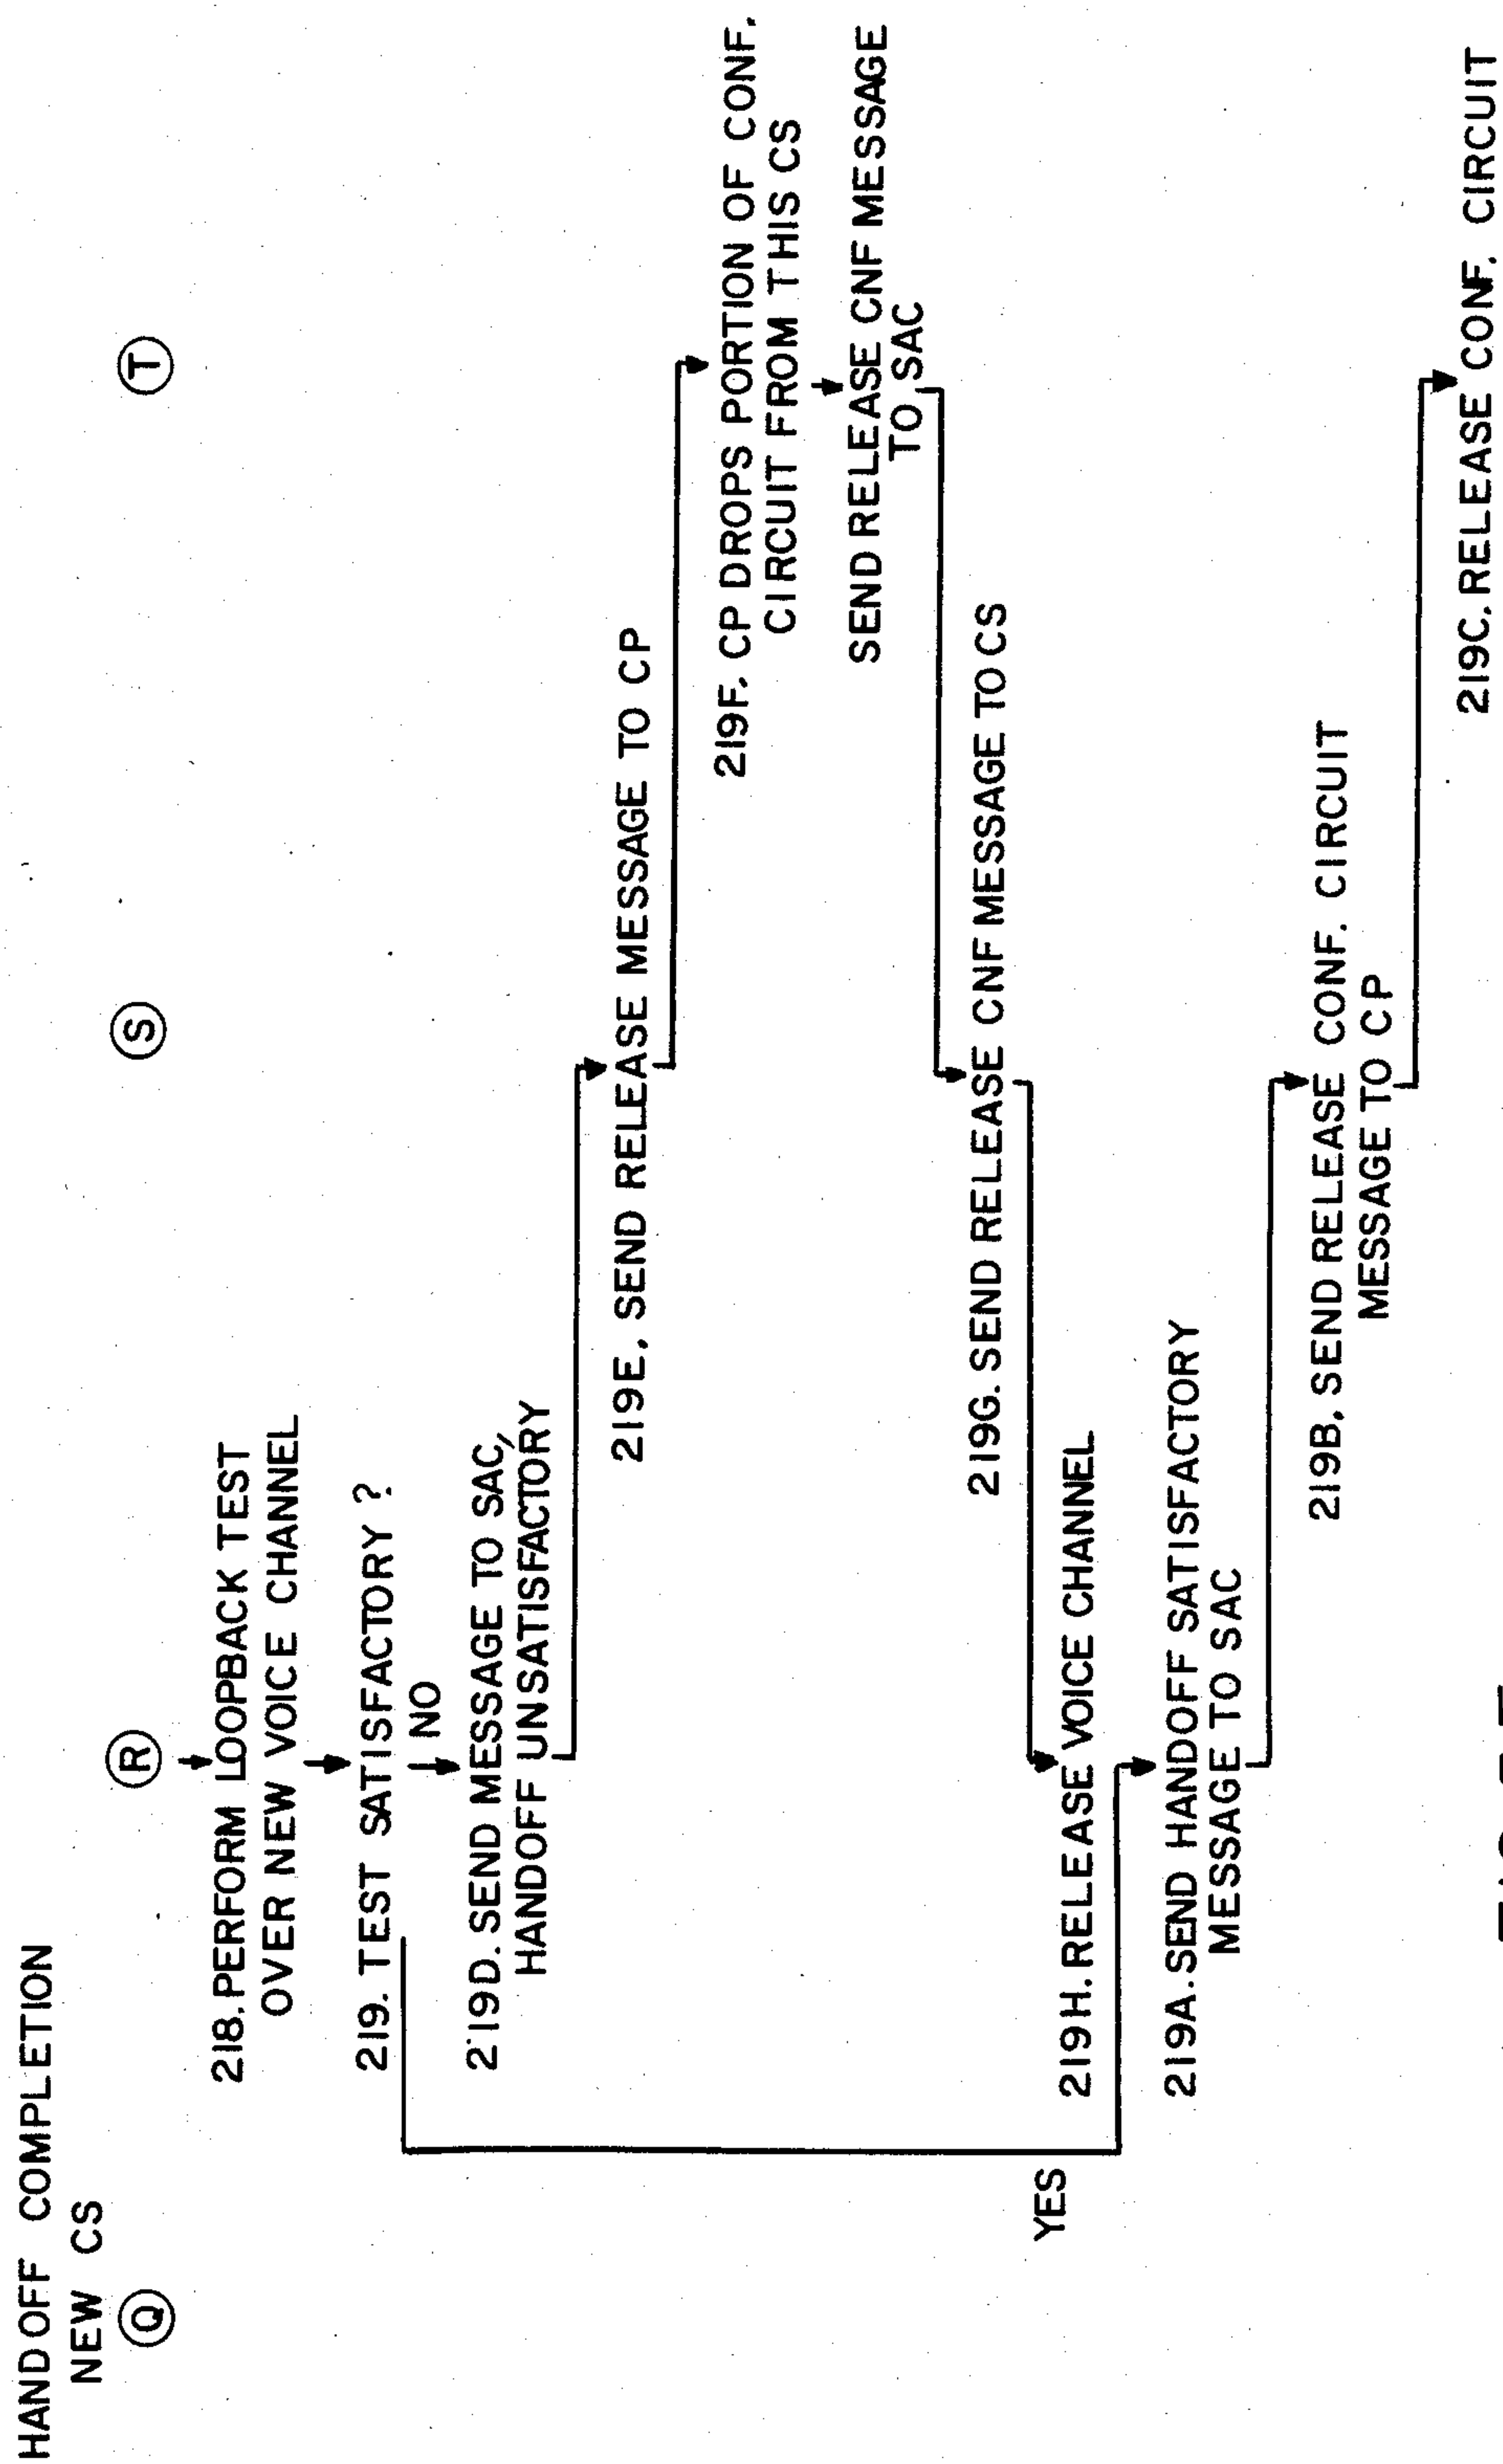 HANDOFF COMPLETION
NEW CS
Q R S T
218. PERFORM LOOPBACK TEST
OVER NEW VOICE CHANNEL
219. TEST SATISFACTORY ?
NO
219D. SEND MESSAGE TO SAC,
HANDOFF UNSATISFACTORY
219E, SEND RELEASE MESSAGE TO CP
219F, CP DROPS PORTION OF CONF.
CIRCUIT FROM THIS CS
SEND RELEASE CNF MESSAGE
TO SAC
219G. SEND RELEASE CNF MESSAGE TO CS
219H. RELEASE VOICE CHANNEL
YES
219A. SEND HANDOFF SATISFACTORY
MESSAGE TO SAC
219B, SEND RELEASE CONF. CIRCUIT
MESSAGE TO CP
219C. RELEASE CONF. CIRCUIT